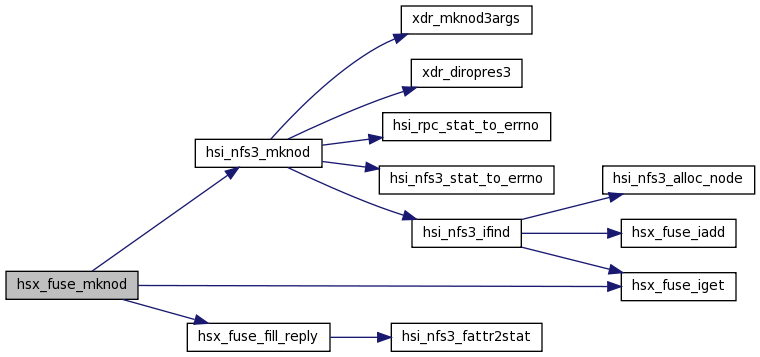 xdr_mknod3args
xdr_diropres3
hsi_rpc_stat_to_errno
hsi_nfs3_mknod
hsi_nfs3_stat_to_errno
hsi_nfs3_alloc_node
hsi_nfs3_ifind
hsx_fuse_iadd
hsx_fuse_mknod
hsx_fuse_iget
hsx_fuse_fill_reply
hsi_nfs3_fattr2stat